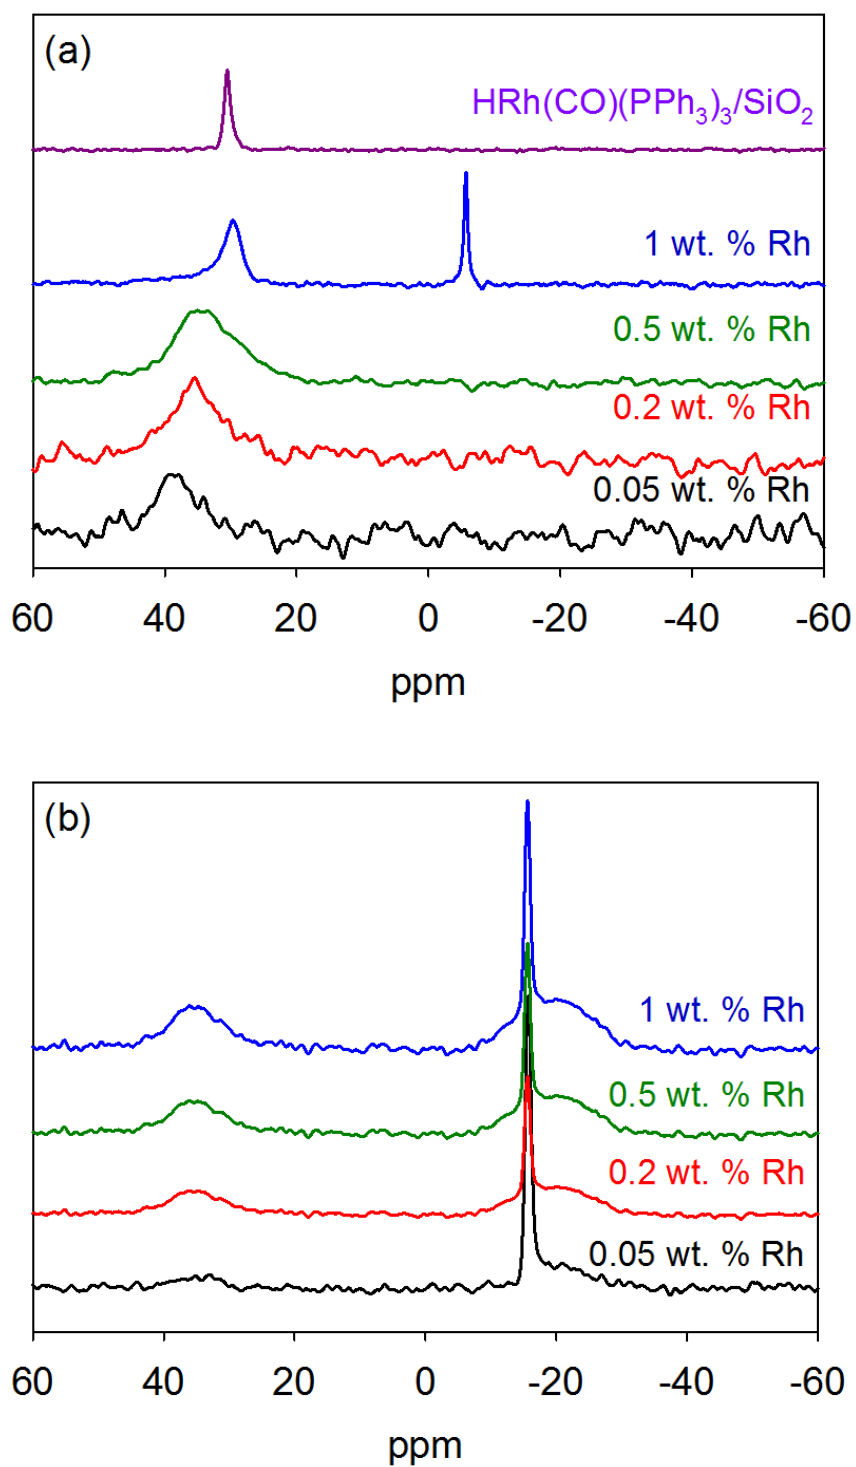 (a)
HRh(CO)(PPh₃)₃/SiO₂
1 wt. % Rh
0.5 wt. % Rh
0.2 wt. % Rh
0.05 wt. % Rh
60 40 20 0 -20 -40 -60
ppm
(b)
1 wt. % Rh
0.5 wt. % Rh
0.2 wt. % Rh
0.05 wt. % Rh
60 40 20 0 -20 -40 -60
ppm